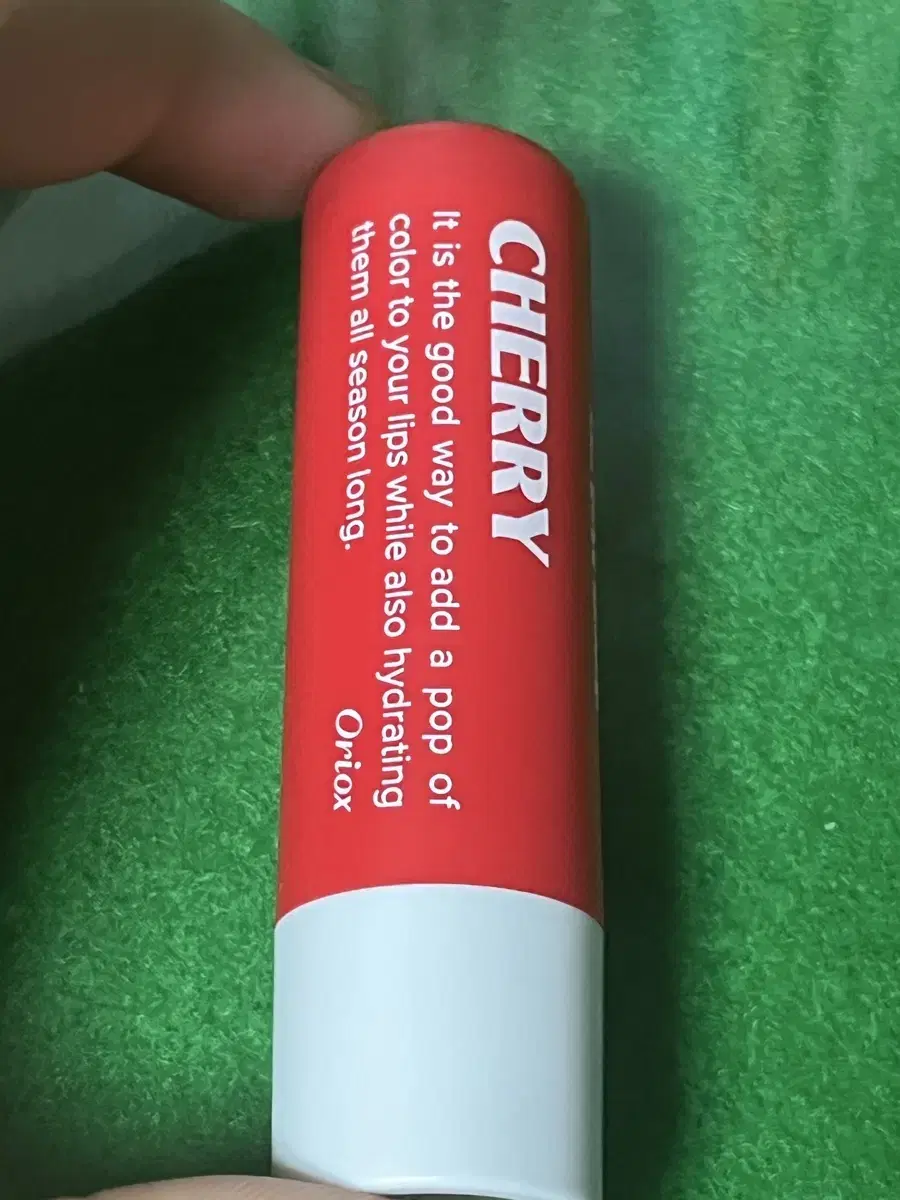 CHERRY
It is the good way to add a pop of
color to your lips while also hydrating
them all season long.
Oriox